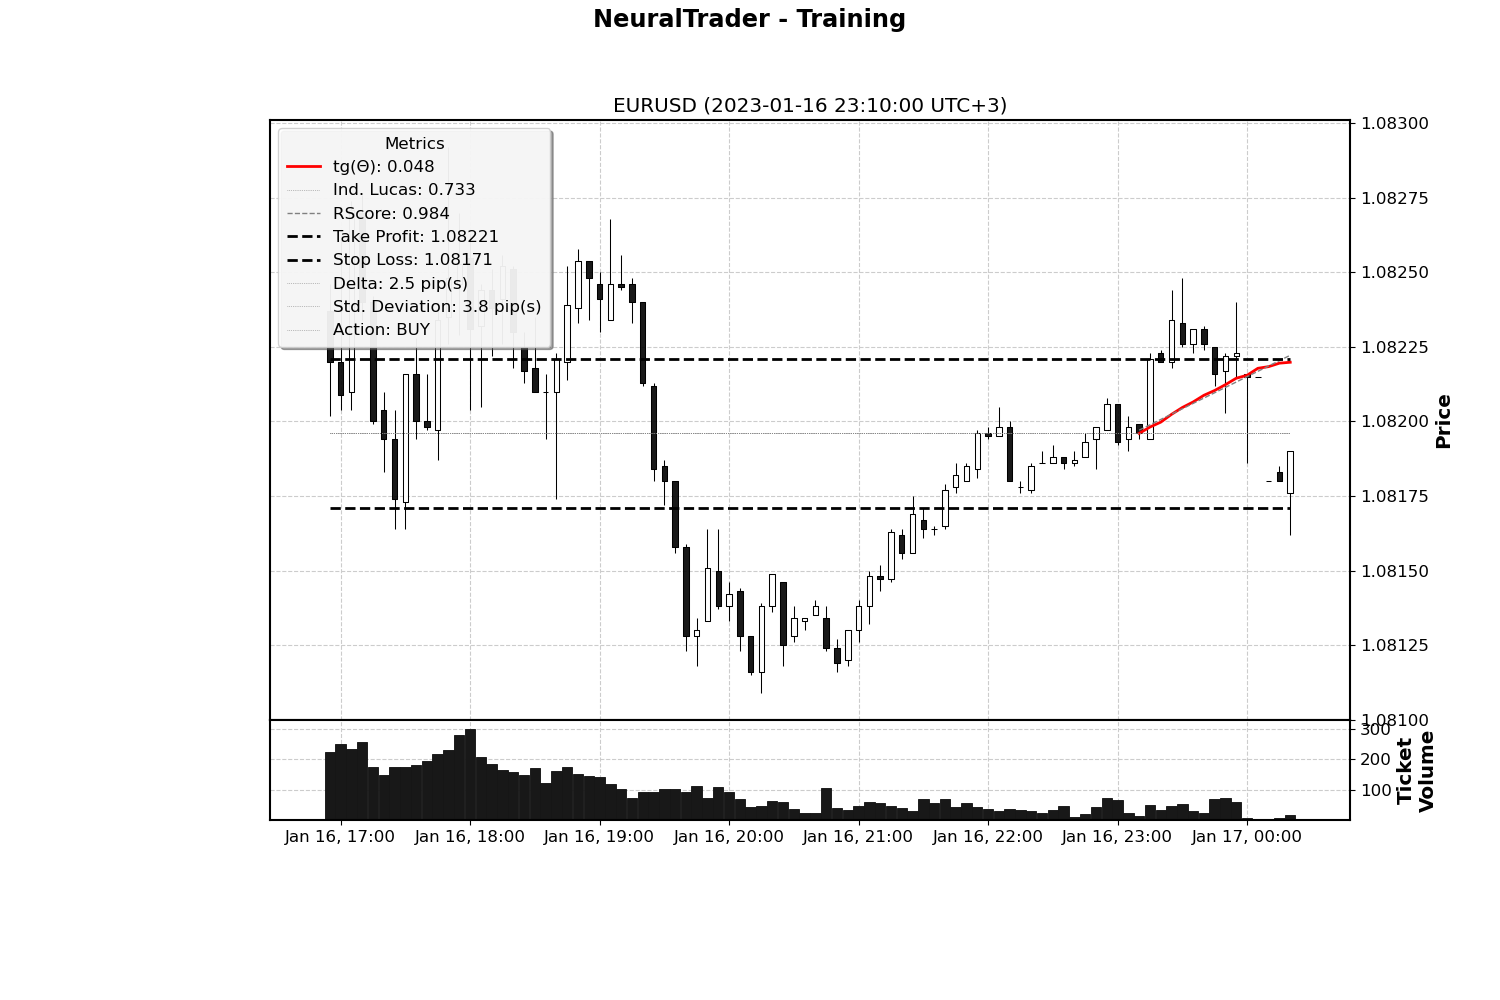 NeuralTrader - Training
EURUSD (2023-01-16 23:10:00 UTC+3)
Metrics
tg(Θ): 0.048
Ind. Lucas: 0.733
RScore: 0.984
Take Profit: 1.08221
Stop Loss: 1.08171
Delta: 2.5 pip(s)
Std. Deviation: 3.8 pip(s)
Action: BUY
1.08300
1.08275
1.08250
1.08225
1.08200
1.08175
1.08150
1.08125
1.08100
Price
300
200
100
Ticket
Volume
Jan 16, 17:00 Jan 16, 18:00 Jan 16, 19:00 Jan 16, 20:00 Jan 16, 21:00 Jan 16, 22:00 Jan 16, 23:00 Jan 17, 00:00